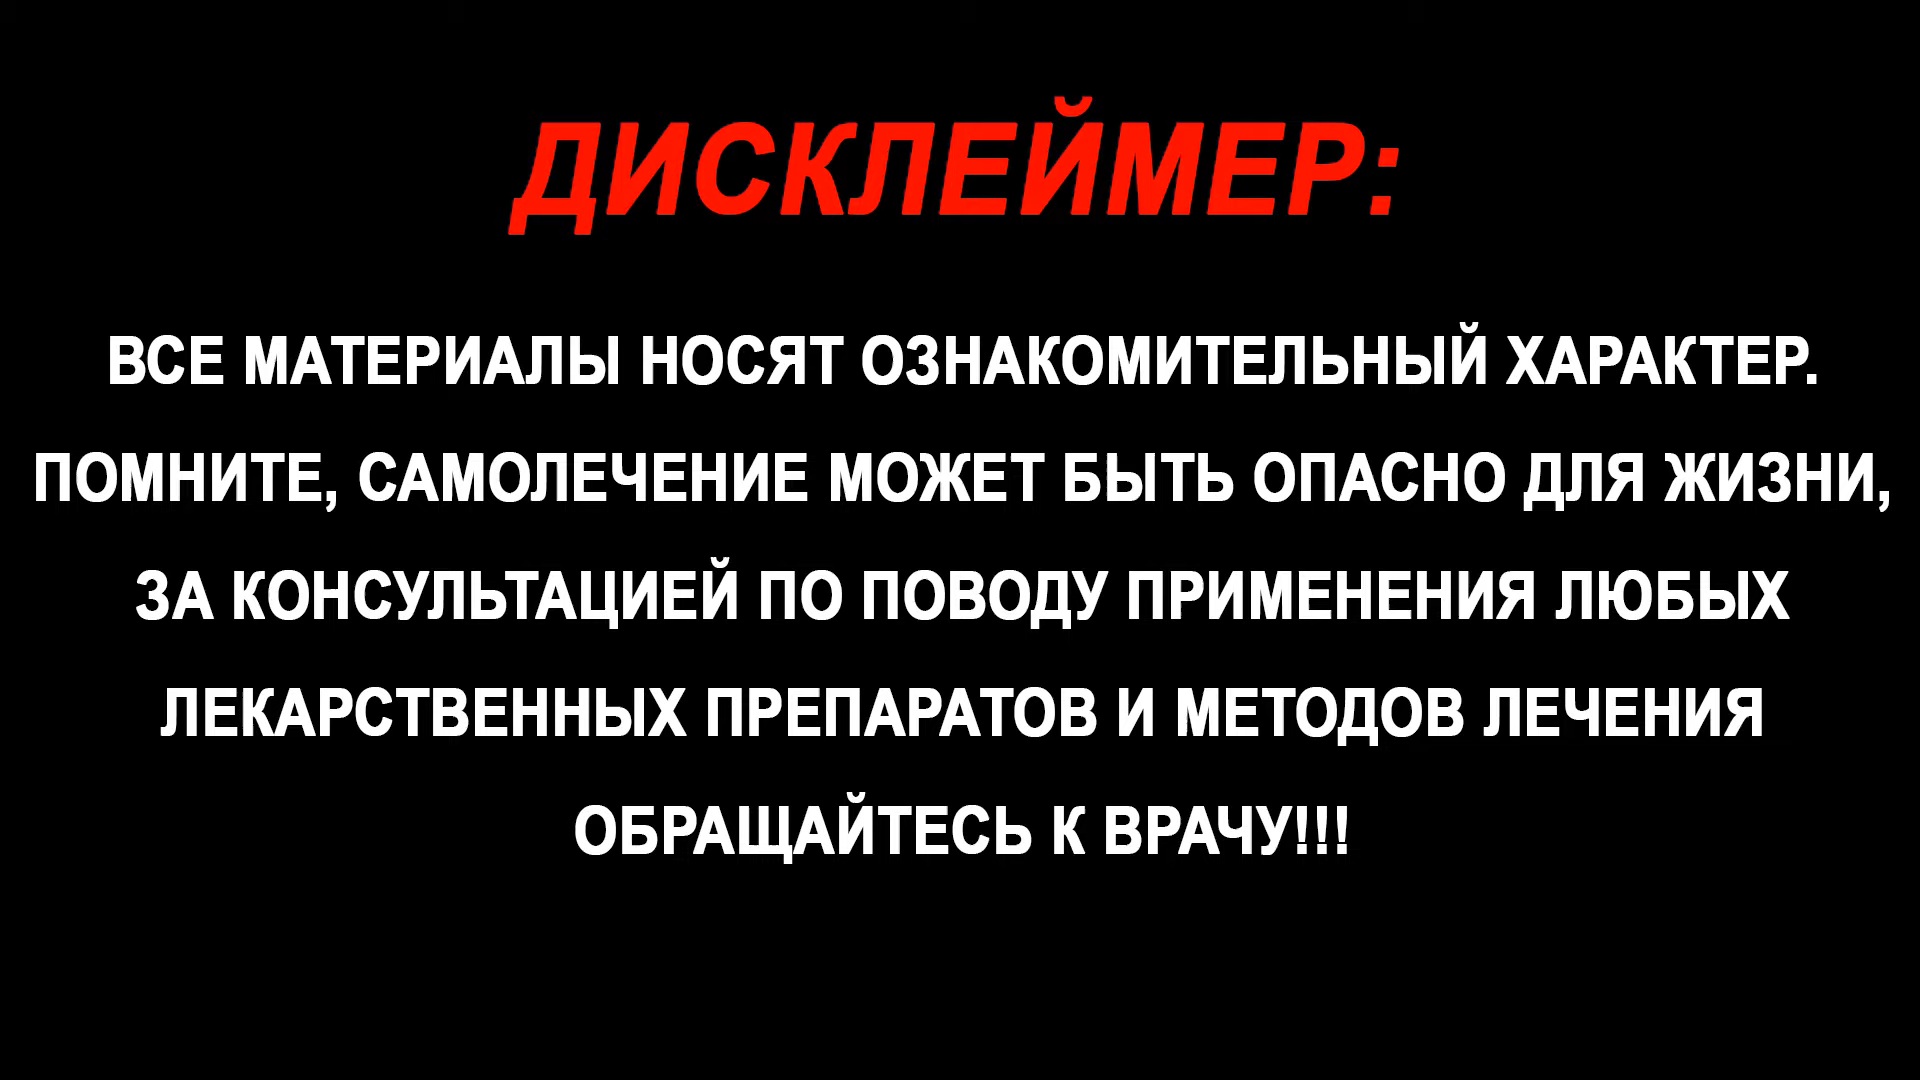 ДИСКЛЕЙМЕР:
ВСЕ МАТЕРИАЛЫ НОСЯТ ОЗНАКОМИТЕЛЬНЫЙ ХАРАКТЕР.
ПОМНИТЕ, САМОЛЕЧЕНИЕ МОЖЕТ БЫТЬ ОПАСНО ДЛЯ ЖИЗНИ,
ЗА КОНСУЛЬТАЦИЕЙ ПО ПОВОДУ ПРИМЕНЕНИЯ ЛЮБЫХ
ЛЕКАРСТВЕННЫХ ПРЕПАРАТОВ И МЕТОДОВ ЛЕЧЕНИЯ
ОБРАЩАЙТЕСЬ К ВРАЧУ!!!